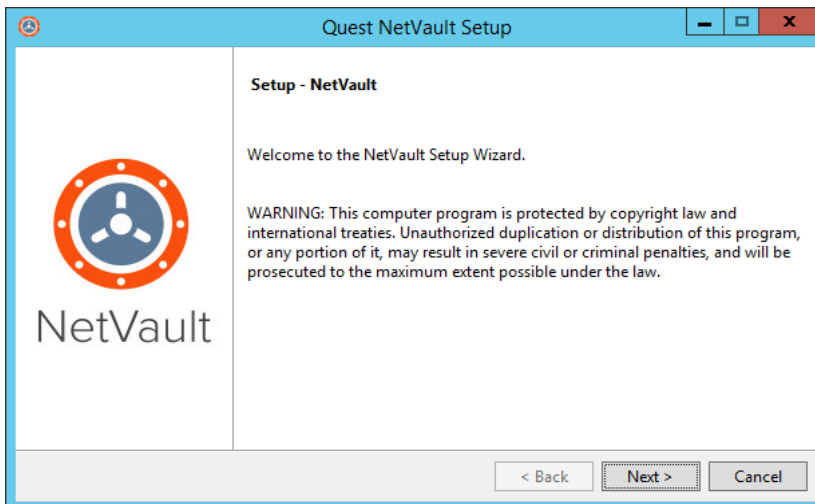 Quest NetVault Setup
Setup - NetVault
Welcome to the NetVault Setup Wizard.
WARNING: This computer program is protected by copyright law and
international treaties. Unauthorized duplication or distribution of this program,
or any portion of it, may result in severe civil or criminal penalties, and will be
prosecuted to the maximum extent possible under the law.
NetVault
< Back
Next >
Cancel